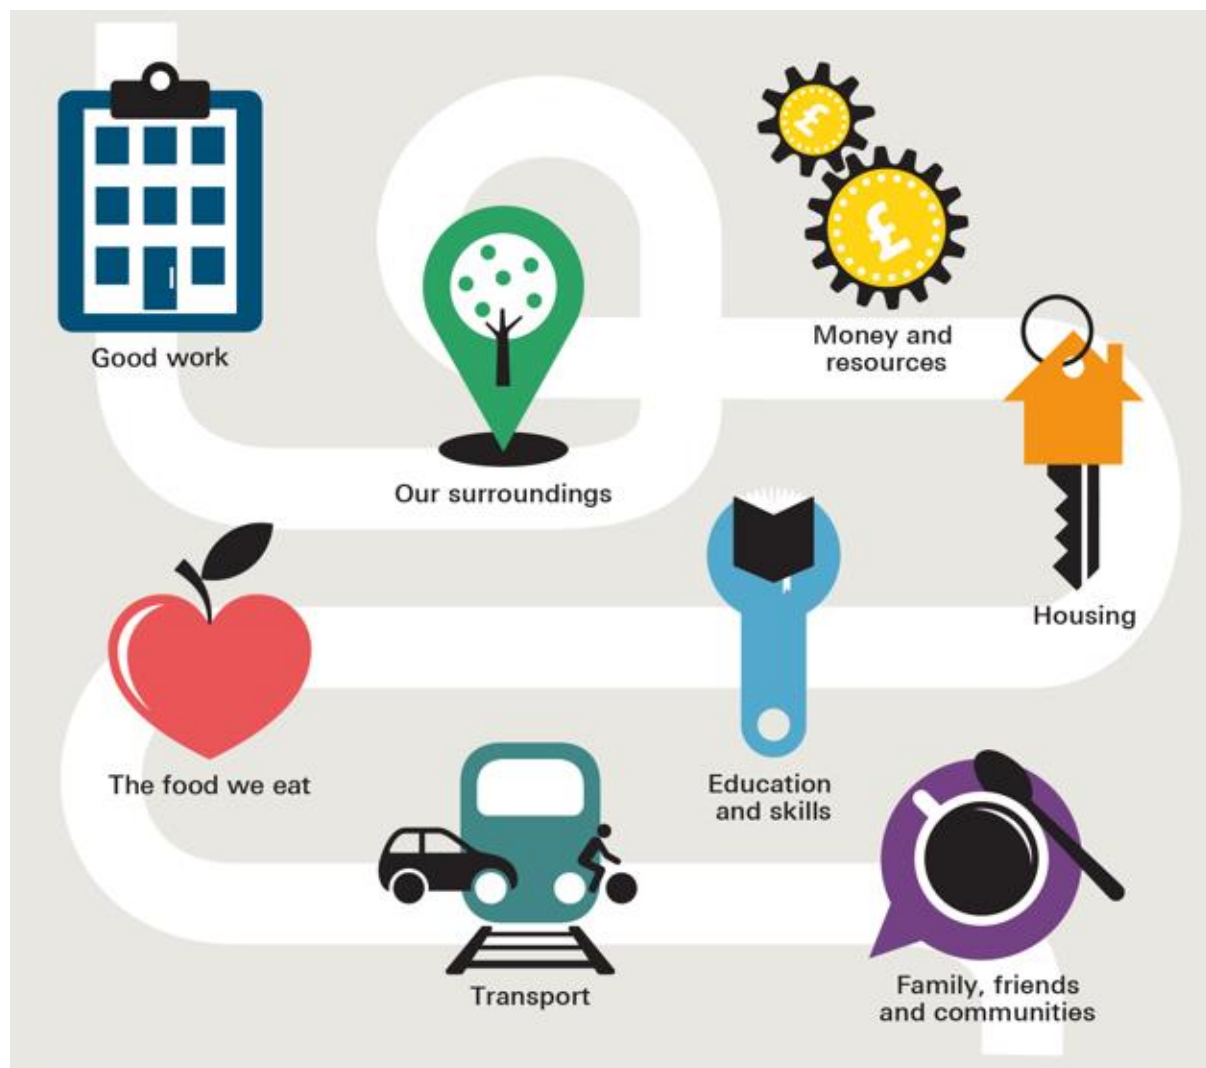 £
£
Good work
Money and
resources
Our surroundings
Housing
The food we eat
Education
and skills
Transport
Family, friends
and communities